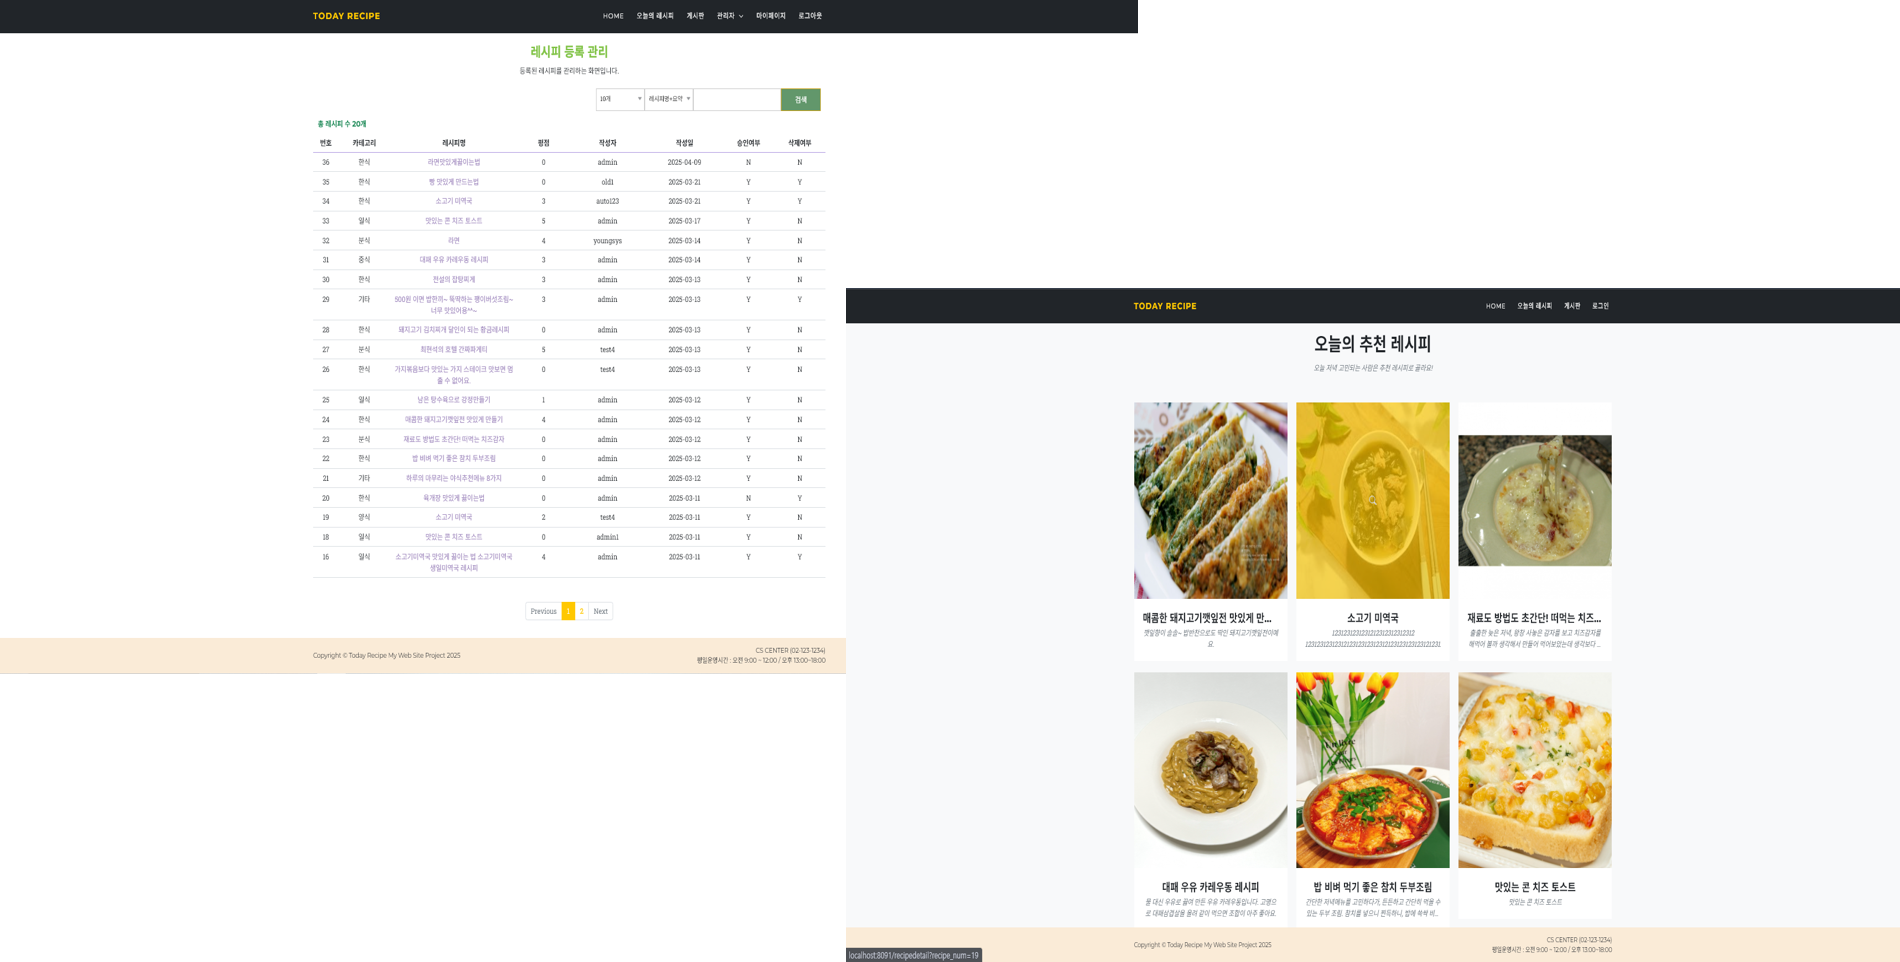 TODAY RECIPE
HOME 오늘의 레시피 게시판 관리자 마이페이지 로그아웃
레시피 등록 관리
등록된 레시피를 관리하는 화면입니다.
19개 레시피명+요약 검색
총 레시피 수 20개
번호 카테고리 레시피명 평점 작성자 작성일 승인여부 삭제여부
36 한식 라면맛있게끓이는법 0 admin 2025-04-09 N N
35 한식 빵 맛있게 만드는법 0 old1 2025-03-21 Y Y
34 한식 소고기 미역국 3 auto123 2025-03-21 Y Y
33 일식 맛있는 콘 치즈 토스트 5 admin 2025-03-17 Y N
32 분식 라면 4 youngsys 2025-03-14 Y N
31 중식 대패 우유 카레우동 레시피 3 admin 2025-03-14 Y N
30 한식 전설의 잡탕찌개 3 admin 2025-03-13 Y N
29 기타 500원 이면 밥한끼~ 뚝딱하는 팽이버섯조림~ 3 admin 2025-03-13 Y Y
너무 맛있어용^^~
28 한식 돼지고기 김치찌개 달인이 되는 황금레시피 0 admin 2025-03-13 Y N
27 분식 최현석의 호텔 간짜파게티 5 test4 2025-03-13 Y N
26 한식 가지볶음보다 맛있는 가지 스테이크 맛보면 멈 0 test4 2025-03-13 Y N
출 수 없어요.
25 일식 남은 탕수육으로 강정만들기 1 admin 2025-03-12 Y N
24 한식 매콤한 돼지고기깻잎전 맛있게 만들기 4 admin 2025-03-12 Y N
23 분식 재료도 방법도 초간단! 떠먹는 치즈감자 0 admin 2025-03-12 Y N
22 한식 밥 비벼 먹기 좋은 참치 두부조림 0 admin 2025-03-12 Y N
21 기타 하루의 마무리는 야식추천메뉴 8가지 0 admin 2025-03-12 Y N
20 한식 육개장 맛있게 끓이는법 0 admin 2025-03-11 N Y
19 양식 소고기 미역국 2 test4 2025-03-11 Y N
18 일식 맛있는 콘 치즈 토스트 0 admin1 2025-03-11 Y N
16 일식 소고기미역국 맛있게 끓이는 법 소고기미역국 4 admin 2025-03-11 Y Y
생일미역국 레시피
Previous 1 2 Next
Copyright © Today Recipe My Web Site Project 2025
CS CENTER (02-123-1234)
평일운영시간 : 오전 9:00 ~ 12:00 / 오후 13:00~18:00
TODAY RECIPE
HOME 오늘의 레시피 게시판 로그인
오늘의 추천 레시피
오늘 저녁 고민되는 사람은 추천 레시피로 골라요!
매콤한 돼지고기깻잎전 맛있게 만...
깻잎향이 솔솔~ 밥반찬으로도 딱인 돼지고기깻잎전이예
요.
소고기 미역국
재료도 방법도 초간단! 떠먹는 치즈...
출출한 늦은 저녁, 왕창 사놓은 감자를 보고 치즈감자를
해먹어 볼까 생각해서 만들어 먹어보았는데 생각보다 ...
대패 우유 카레우동 레시피
물 대신 우유로 끓여 만든 우유 카레우동입니다. 고명으
로 대패삼겹살을 올려 같이 먹으면 조합이 아주 좋아요.
밥 비벼 먹기 좋은 참치 두부조림
간단한 저녁메뉴를 고민하다가, 든든하고 간단히 먹을 수
있는 두부 조림. 참치를 넣으니 짠득하니, 밥에 쓱싹 비...
맛있는 콘 치즈 토스트
맛있는 콘 치즈 토스트
Copyright © Today Recipe My Web Site Project 2025
CS CENTER (02-123-1234)
평일운영시간 : 오전 9:00 ~ 12:00 / 오후 13:00~18:00
localhost:8091/recipedetail?recipe_num=19